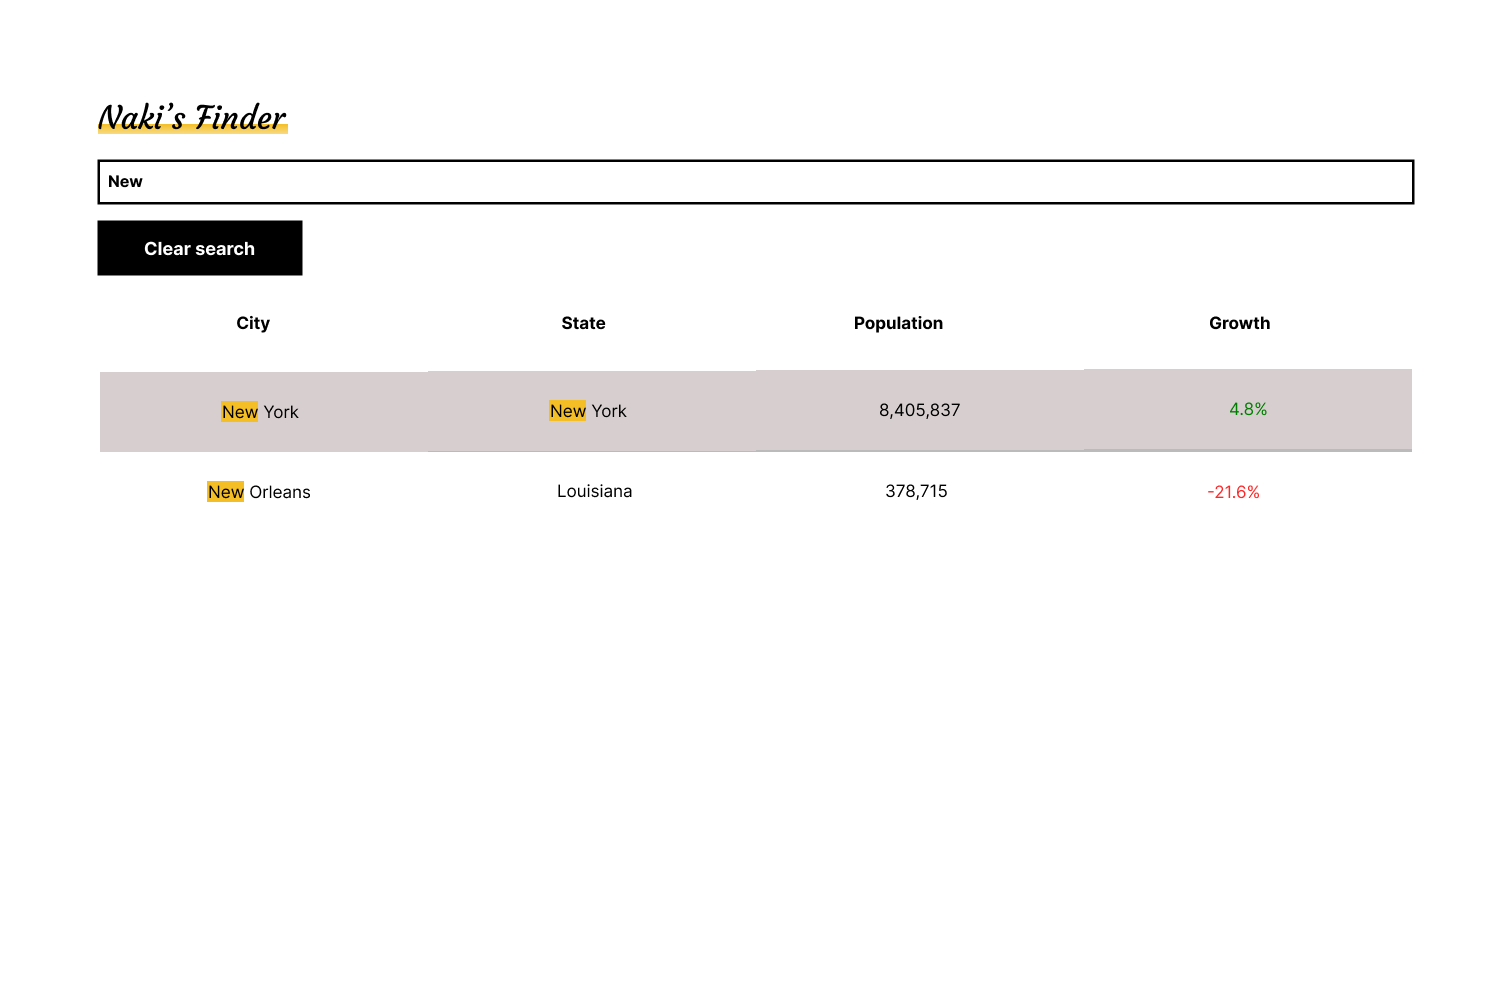 Naki’s Finder
New
Clear search
City State Population Growth
New York New York 8,405,837 4.8%
New Orleans Louisiana 378,715 -21.6%